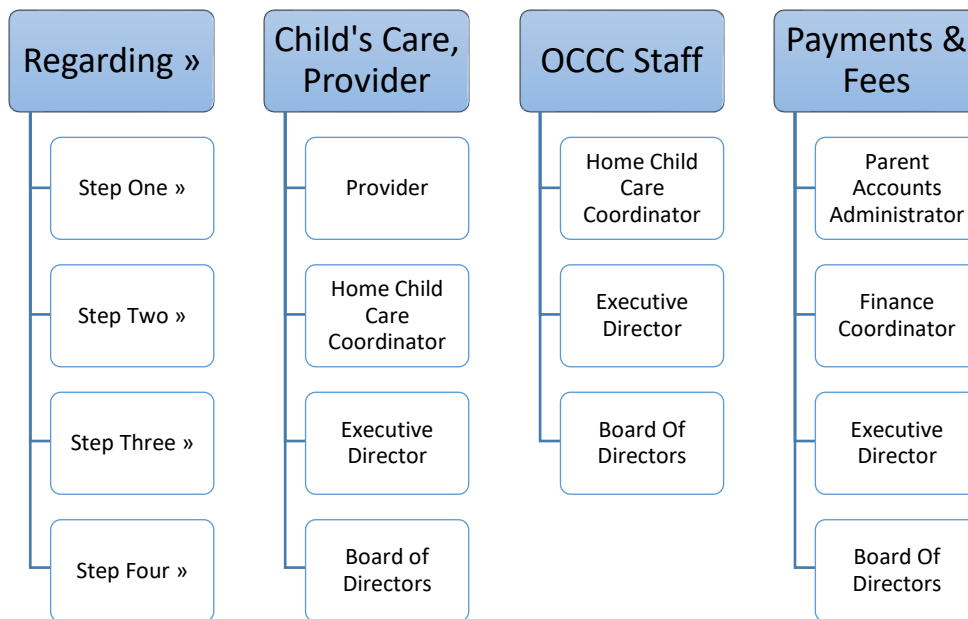 Regarding »
Step One »
Step Two »
Step Three »
Step Four »
Child's Care,
Provider
Provider
Home Child
Care
Coordinator
Executive
Director
Board of
Directors
OCCC Staff
Home Child
Care
Coordinator
Executive
Director
Board Of
Directors
Payments &
Fees
Parent
Accounts
Administrator
Finance
Coordinator
Executive
Director
Board Of
Directors